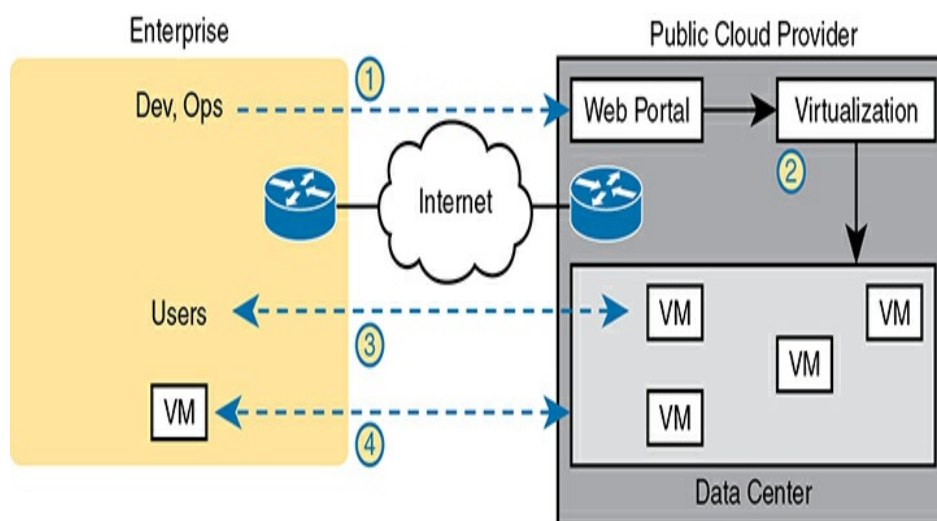 Enterprise
Public Cloud Provider
1
Dev, Ops
Web Portal
Virtualization
2
Internet
Users
3
VM
VM
VM
VM
VM
4
Data Center